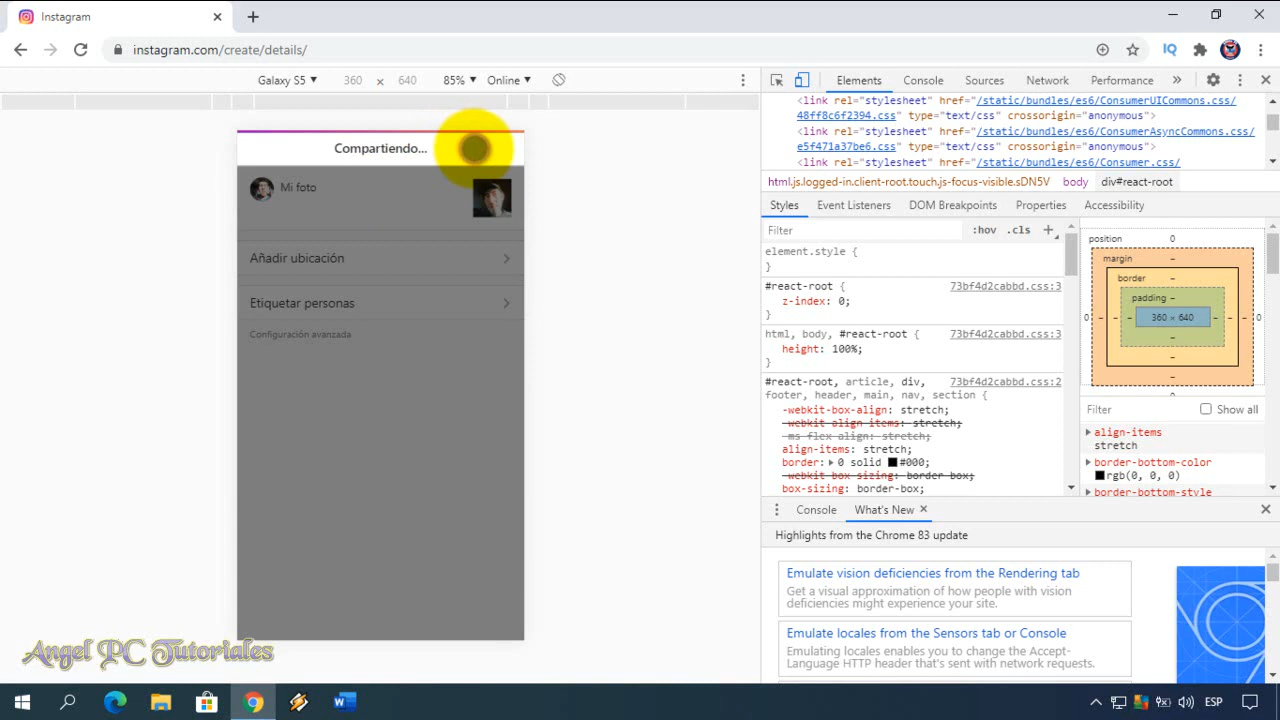 Instagram
instagram.com/create/details/
IQ
Galaxy S5 ▼ 360 × 640 85% ▼ Online ▼
Elements Console Sources Network Performance »
<link rel="stylesheet" href="/static/bundles/es6/ConsumerUICommons.css/
48ff8c6f2394.css" type="text/css" crossorigin="anonymous">
<link rel="stylesheet" href="/static/bundles/es6/ConsumerAsyncCommons.css/
e5f471a37be6.css" type="text/css" crossorigin="anonymous">
<link rel="stylesheet" href="/static/bundles/es6/Consumer.css/
html.js.logged-in.client-root.touch.js-focus-visible.sDN5V body div#react-root
Styles Event Listeners DOM Breakpoints Properties Accessibility
Filter :hov .cls +
element.style {
}
#react-root { 73bf4d2cabbd.css:3
z-index: 0;
}
html, body, #react-root { 73bf4d2cabbd.css:3
height: 100%;
}
#react-root, article, div, 73bf4d2cabbd.css:2
footer, header, main, nav, section {
-webkit-box-align: stretch;
-webkit-align-items: stretch;
-ms-flex-align: stretch;
align-items: stretch;
border: 0 solid #000;
-webkit-box-sizing: border-box;
box-sizing: border-box;
position 0
margin –
border –
padding –
0 – – – 360 × 640 – – – 0
–
–
–
0
Filter Show all
align-items
stretch
border-bottom-color
rgb(0, 0, 0)
border-bottom-style
Console What's New ×
Highlights from the Chrome 83 update
Emulate vision deficiencies from the Rendering tab
Get a visual approximation of how people with vision
deficiencies might experience your site.
Emulate locales from the Sensors tab or Console
Emulating locales enables you to change the Accept-
Language HTTP header that's sent with network requests.
Compartiendo...
Mi foto
Añadir ubicación
Etiquetar personas
Configuración avanzada
Angel PC Tutoriales
ESP